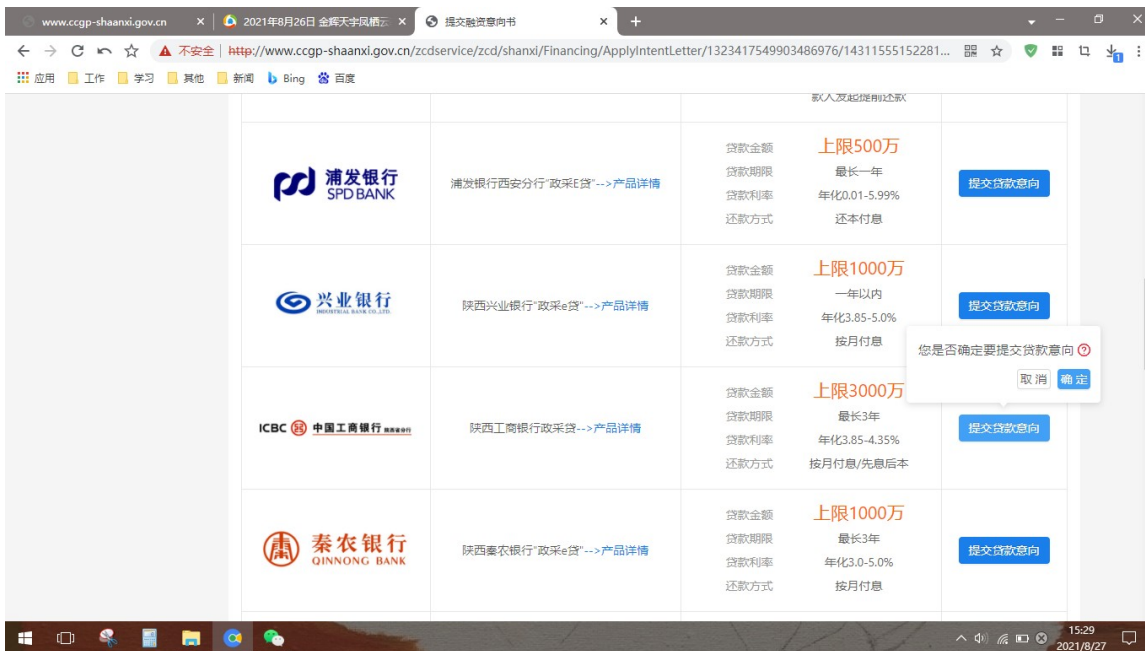 www.ccgp-shaanxi.gov.cn
2021年8月26日 金辉天宇凤栖云
提交融资意向书
不安全 http://www.ccgp-shaanxi.gov.cn/zcdservice/zcd/shanxi/Financing/ApplyIntentLetter/1323417549903486976/14311555152281...
应用 工作 学习 其他 新闻 Bing 百度
款人发起提前还款
浦发银行
SPD BANK
浦发银行西安分行"政采E贷"-->产品详情
贷款金额 上限500万
贷款期限 最长一年
贷款利率 年化0.01-5.99%
还款方式 还本付息
提交贷款意向
兴业银行
INDUSTRIAL BANK CO.,LTD.
陕西兴业银行"政采e贷"-->产品详情
贷款金额 上限1000万
贷款期限 一年以内
贷款利率 年化3.85-5.0%
还款方式 按月付息
提交贷款意向
您是否确定要提交贷款意向
取消 确定
ICBC 中国工商银行
陕西工商银行政采贷-->产品详情
贷款金额 上限3000万
贷款期限 最长3年
贷款利率 年化3.85-4.35%
还款方式 按月付息/先息后本
提交贷款意向
秦农银行
QINNONG BANK
陕西秦农银行"政采e贷"-->产品详情
贷款金额 上限1000万
贷款期限 最长3年
贷款利率 年化3.0-5.0%
还款方式 按月付息
提交贷款意向
15:29
2021/8/27